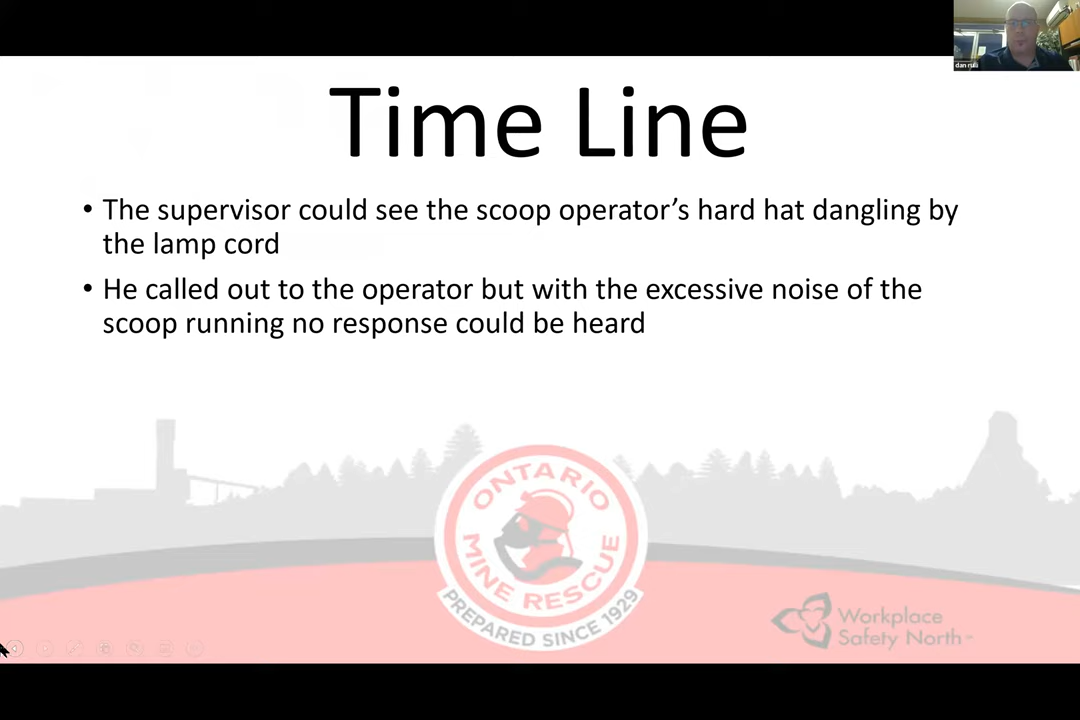 Time Line
• The supervisor could see the scoop operator's hard hat dangling by
the lamp cord
• He called out to the operator but with the excessive noise of the
scoop running no response could be heard
ONTARIO
MINE RESCUE
PREPARED SINCE 1929
Workplace
Safety North